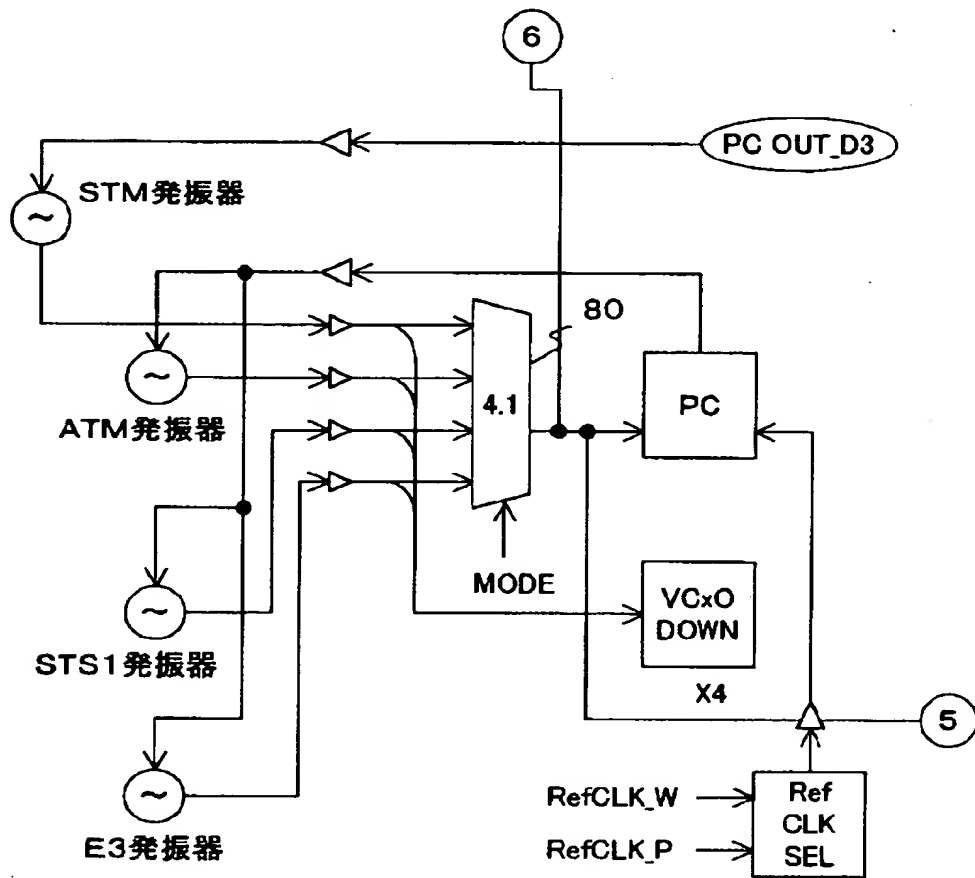 6
PC OUT_D3
STM発振器
~
80
4.1
PC
~
ATM発振器
MODE
VCxO
DOWN
~
STS1発振器
X4
5
~
E3発振器
RefCLK_W
RefCLK_P
Ref
CLK
SEL